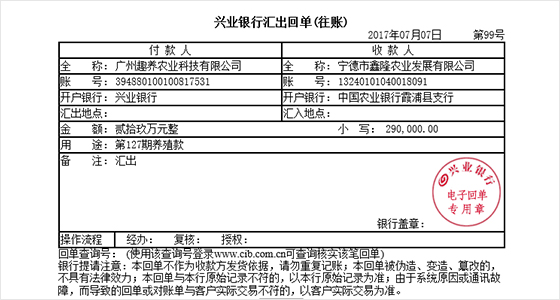 兴业银行汇出回单(往账)
2017年07月07日 第99号
付款人 收款人
全 称：广州趣养农业科技有限公司 全 称：宁德市鑫隆农业发展有限公司
账 号：394880100100817531 账 号：13240101040018091
开户银行：兴业银行 开户银行：中国农业银行霞浦县支行
汇出地点： 汇入地点：
金 额：贰拾玖万元整 小 写：290,000.00
用 途：第127期养殖款
备 注：汇出
兴业银行
电子回单
专用章
银行盖章：
操作流程 经办： 复核： 授权：
回单查询号：(使用该查询号登录www.cib.com.cn可查询核实该笔回单)
银行提请注意：本回单不作为收款方发货依据，请勿重复记账；本回单被伪造、变造、篡改的，
不具有法律效力；本回单与本行原始记录不符的，以本行原始记录为准；由于系统原因或通讯故
障，而导致的回单或对账单与客户实际交易不符的，以客户实际交易为准。